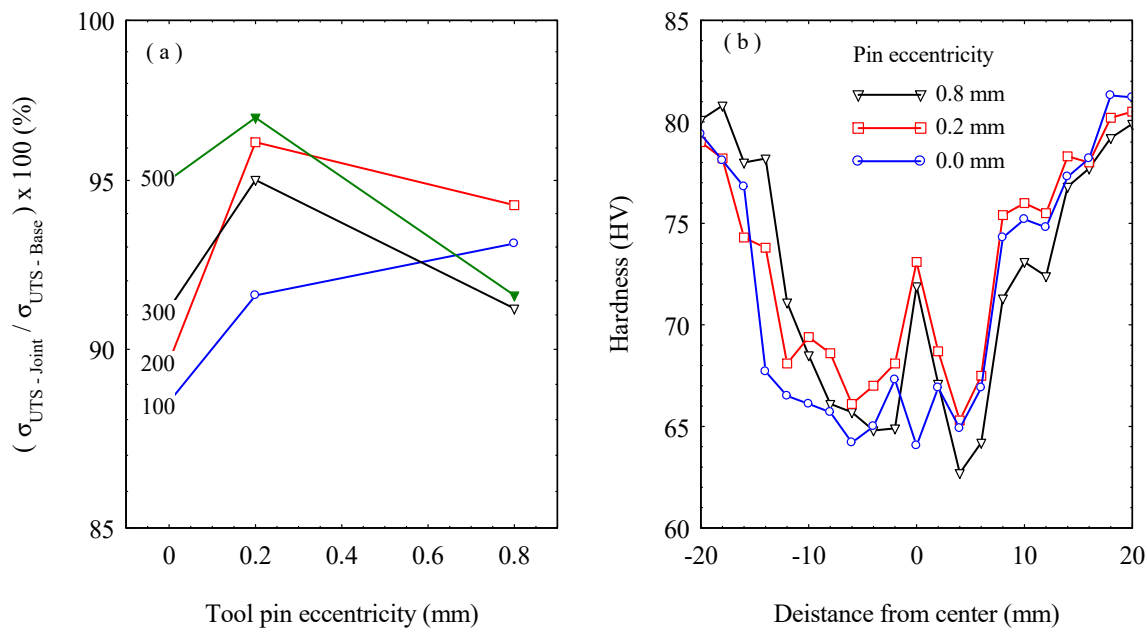 ( a )
( σUTS - Joint / σUTS - Base ) x 100 (%)
100
95
90
85
500
300
200
100
0 0.2 0.4 0.6 0.8
Tool pin eccentricity (mm)
( b )
Pin eccentricity
0.8 mm
0.2 mm
0.0 mm
Hardness (HV)
85
80
75
70
65
60
-20 -10 0 10 20
Deistance from center (mm)